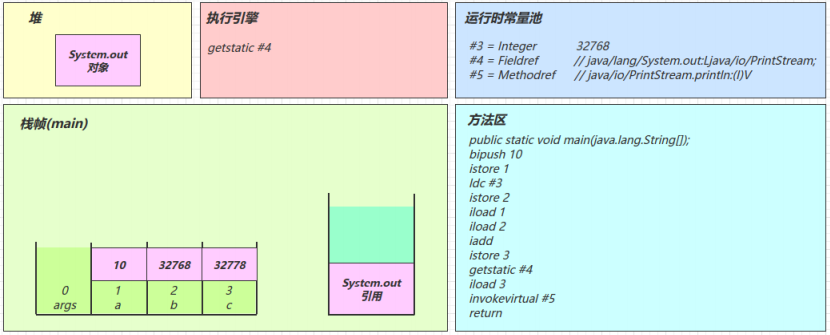 堆
System.out
对象
执行引擎
getstatic #4
运行时常量池
#3 = Integer 32768
#4 = Fieldref // java/lang/System.out:Ljava/io/PrintStream;
#5 = Methodref // java/io/PrintStream.println:(I)V
栈帧(main)
10 32768 32778
0 1 2 3
args a b c
System.out
引用
方法区
public static void main(java.lang.String[]);
bipush 10
istore 1
ldc #3
istore 2
iload 1
iload 2
iadd
istore 3
getstatic #4
iload 3
invokevirtual #5
return